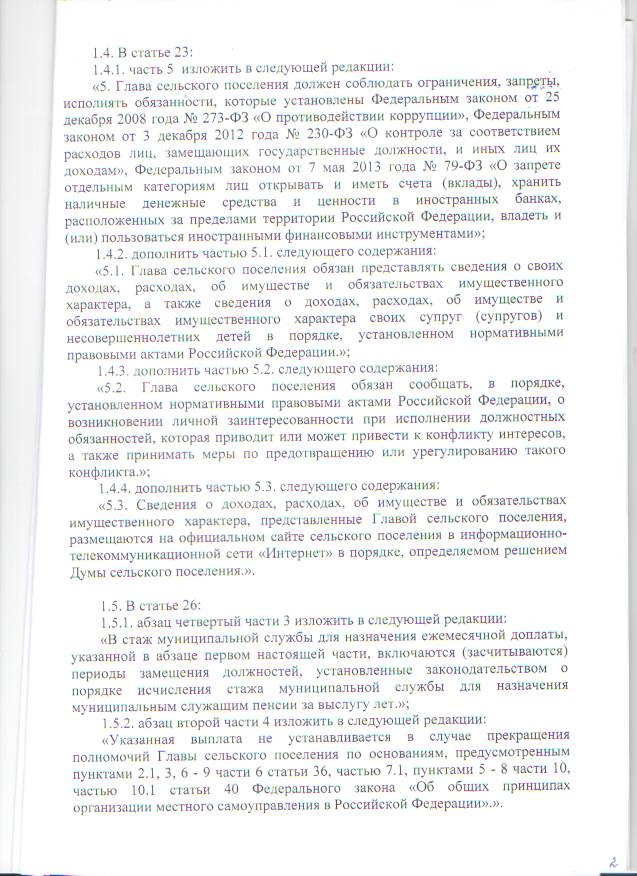 1.4. В статье 23:
1.4.1. часть 5 изложить в следующей редакции:
«5. Глава сельского поселения должен соблюдать ограничения, запреты,
исполнять обязанности, которые установлены Федеральным законом от 25
декабря 2008 года № 273-ФЗ «О противодействии коррупции», Федеральным
законом от 3 декабря 2012 года № 230-ФЗ «О контроле за соответствием
расходов лиц, замещающих государственные должности, и иных лиц их
доходам», Федеральным законом от 7 мая 2013 года № 79-ФЗ «О запрете
отдельным категориям лиц открывать и иметь счета (вклады), хранить
наличные денежные средства и ценности в иностранных банках,
расположенных за пределами территории Российской Федерации, владеть и
(или) пользоваться иностранными финансовыми инструментами»;
1.4.2. дополнить частью 5.1. следующего содержания:
«5.1. Глава сельского поселения обязан представлять сведения о своих
доходах, расходах, об имуществе и обязательствах имущественного
характера, а также сведения о доходах, расходах, об имуществе и
обязательствах имущественного характера своих супруг (супругов) и
несовершеннолетних детей в порядке, установленном нормативными
правовыми актами Российской Федерации.»;
1.4.3. дополнить частью 5.2. следующего содержания:
«5.2. Глава сельского поселения обязан сообщать, в порядке,
установленном нормативными правовыми актами Российской Федерации, о
возникновении личной заинтересованности при исполнении должностных
обязанностей, которая приводит или может привести к конфликту интересов,
а также принимать меры по предотвращению или урегулированию такого
конфликта.»;
1.4.4. дополнить частью 5.3. следующего содержания:
«5.3. Сведения о доходах, расходах, об имуществе и обязательствах
имущественного характера, представленные Главой сельского поселения,
размещаются на официальном сайте сельского поселения в информационно-
телекоммуникационной сети «Интернет» в порядке, определяемом решением
Думы сельского поселения.».
1.5. В статье 26:
1.5.1. абзац четвертый части 3 изложить в следующей редакции:
«В стаж муниципальной службы для назначения ежемесячной доплаты,
указанной в абзаце первом настоящей части, включаются (засчитываются)
периоды замещения должностей, установленные законодательством о
порядке исчисления стажа муниципальной службы для назначения
муниципальным служащим пенсии за выслугу лет.»;
1.5.2. абзац второй части 4 изложить в следующей редакции:
«Указанная выплата не устанавливается в случае прекращения
полномочий Главы сельского поселения по основаниям, предусмотренным
пунктами 2.1, 3, 6 - 9 части 6 статьи 36, частью 7.1, пунктами 5 - 8 части 10,
частью 10.1 статьи 40 Федерального закона «Об общих принципах
организации местного самоуправления в Российской Федерации».».
2